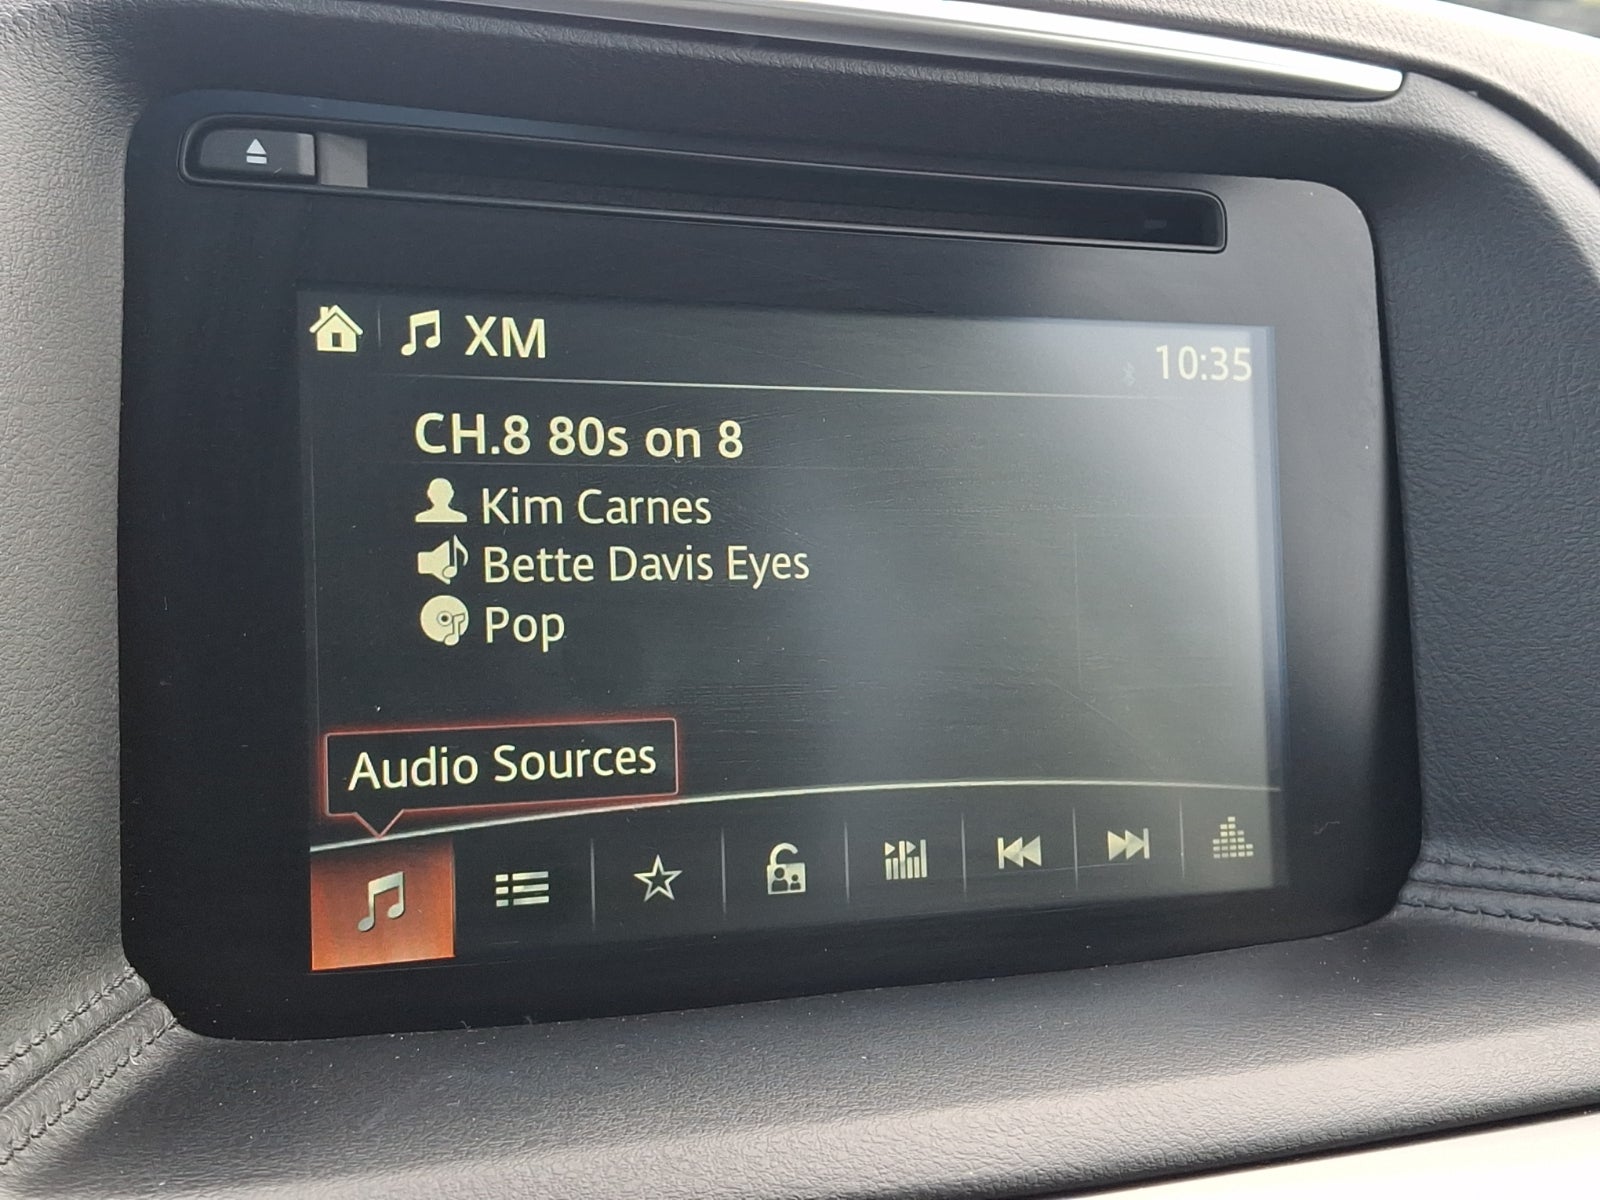 XM
10:35
CH.8 80s on 8
Kim Carnes
Bette Davis Eyes
Pop
Audio Sources